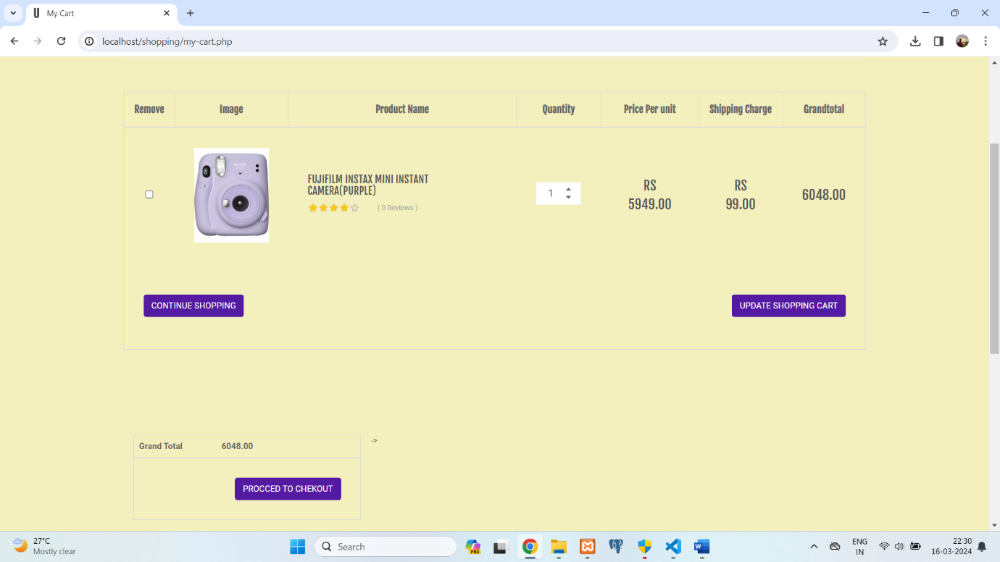 My Cart
localhost/shopping/my-cart.php
Remove Image Product Name Quantity Price Per unit Shipping Charge Grandtotal
FUJIFILM INSTAX MINI INSTANT
CAMERA(PURPLE)
( 0 Reviews )
1
RS
5949.00
RS
99.00
6048.00
CONTINUE SHOPPING UPDATE SHOPPING CART
Grand Total 6048.00
->
PROCCED TO CHEKOUT
27°C
Mostly clear
Search
PRE
ENG
IN
22:30
16-03-2024